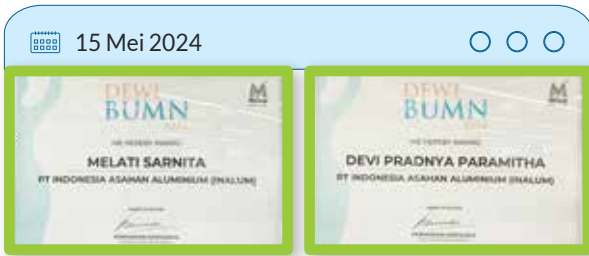 15 Mei 2024
DEWI
BUMN
MELATI SARNITA
PT INDONESIA ASAHAN ALUMINIUM (INALUM)
DEWI
BUMN
DEVI PRADNYA PARAMITHA
PT INDONESIA ASAHAN ALUMINIUM (INALUM)